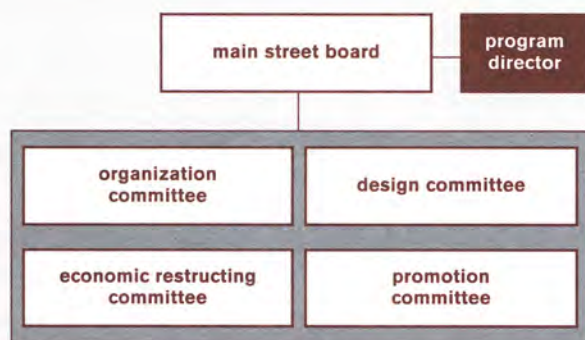 main street board
program
director
organization
committee
design committee
economic restructing
committee
promotion
committee